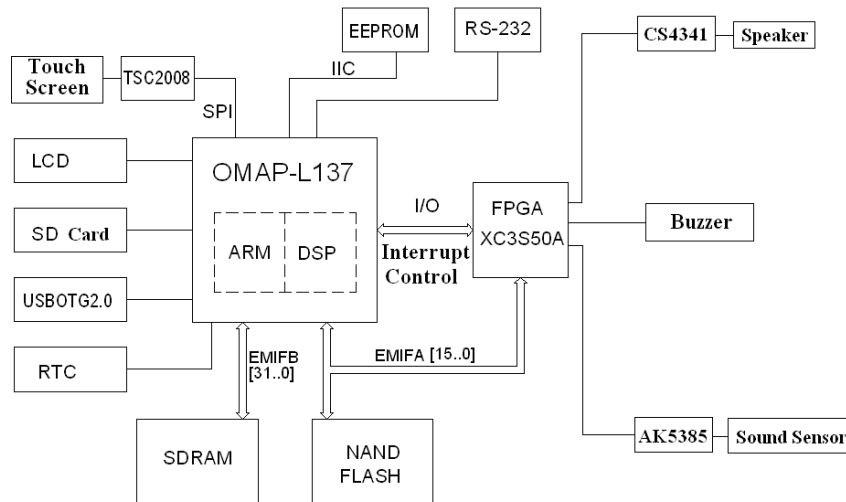 EEPROM
RS-232
CS4341
Speaker
Touch
Screen
TSC2008
IIC
SPI
LCD
OMAP-L137
I/O
FPGA
XC3S50A
SD Card
ARM
DSP
Interrupt
Control
Buzzer
USBOTG2.0
RTC
EMIFB
[31..0]
EMIFA [15..0]
SDRAM
NAND
FLASH
AK5385
Sound Sensor